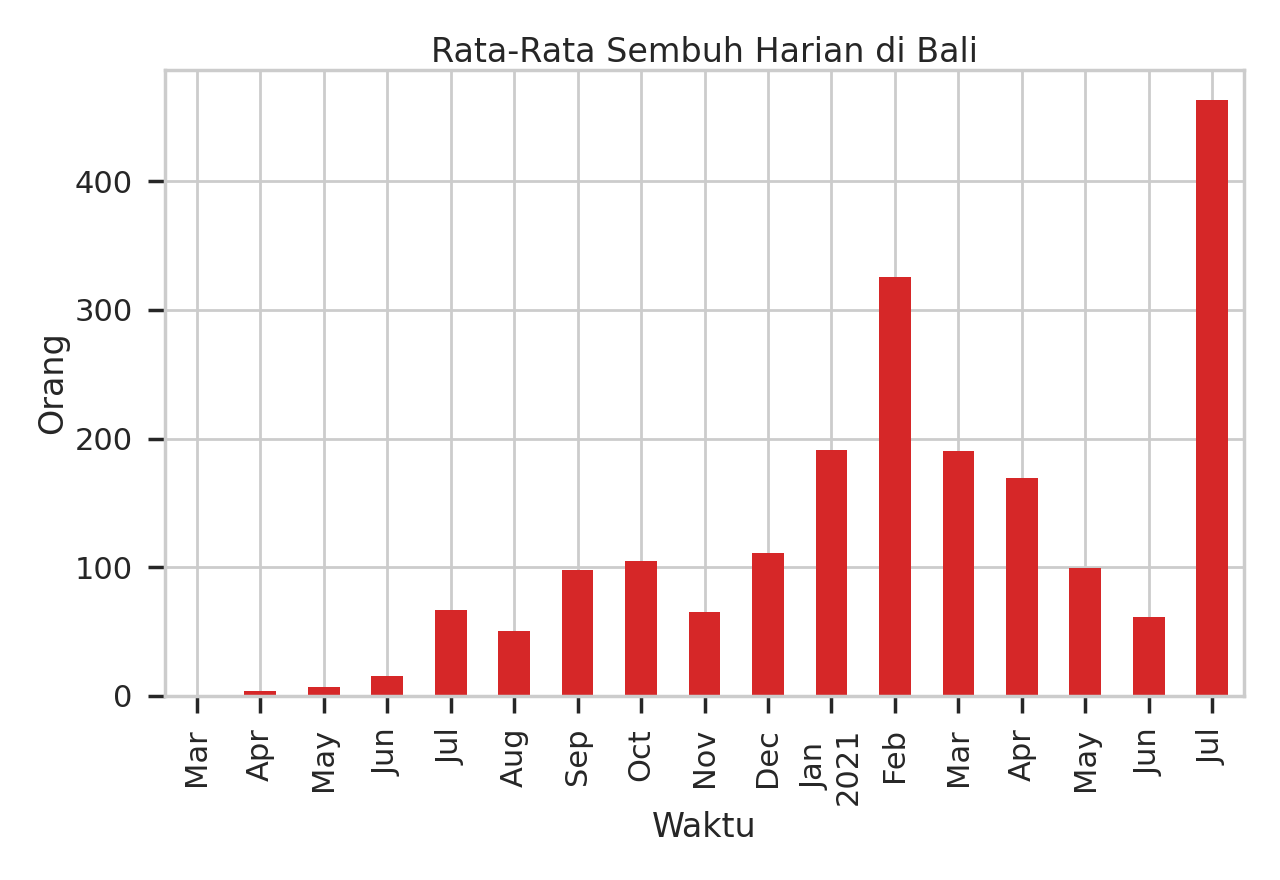 Rata-Rata Sembuh Harian di Bali
Orang
400
300
200
100
0
Mar
Apr
May
Jun
Jul
Aug
Sep
Oct
Nov
Dec
Jan
2021
Feb
Mar
Apr
May
Jun
Jul
Waktu